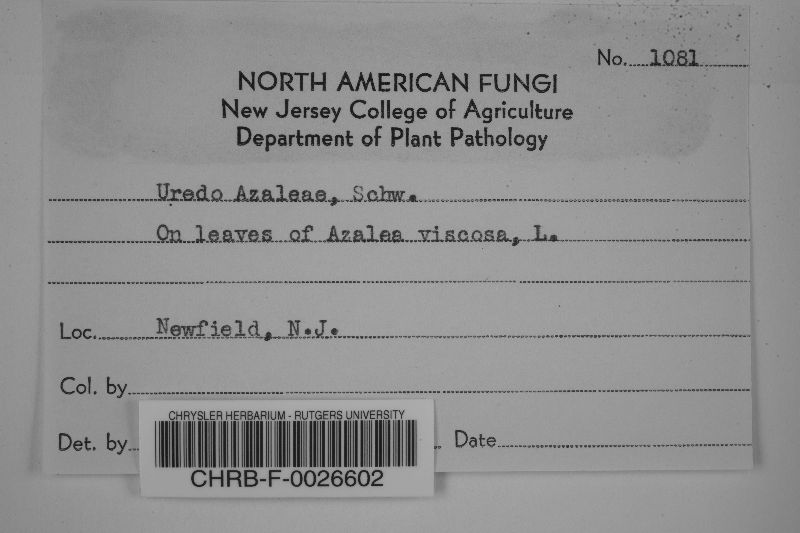 No. 1081
NORTH AMERICAN FUNGI
New Jersey College of Agriculture
Department of Plant Pathology
Uredo Azaleae, Schw.
On leaves of Azalea viscosa, L.
Loc. Newfield, N.J.
Col. by
Det. by
Date
CHRYSLER HERBARIUM - RUTGERS UNIVERSITY
CHRB-F-0026602